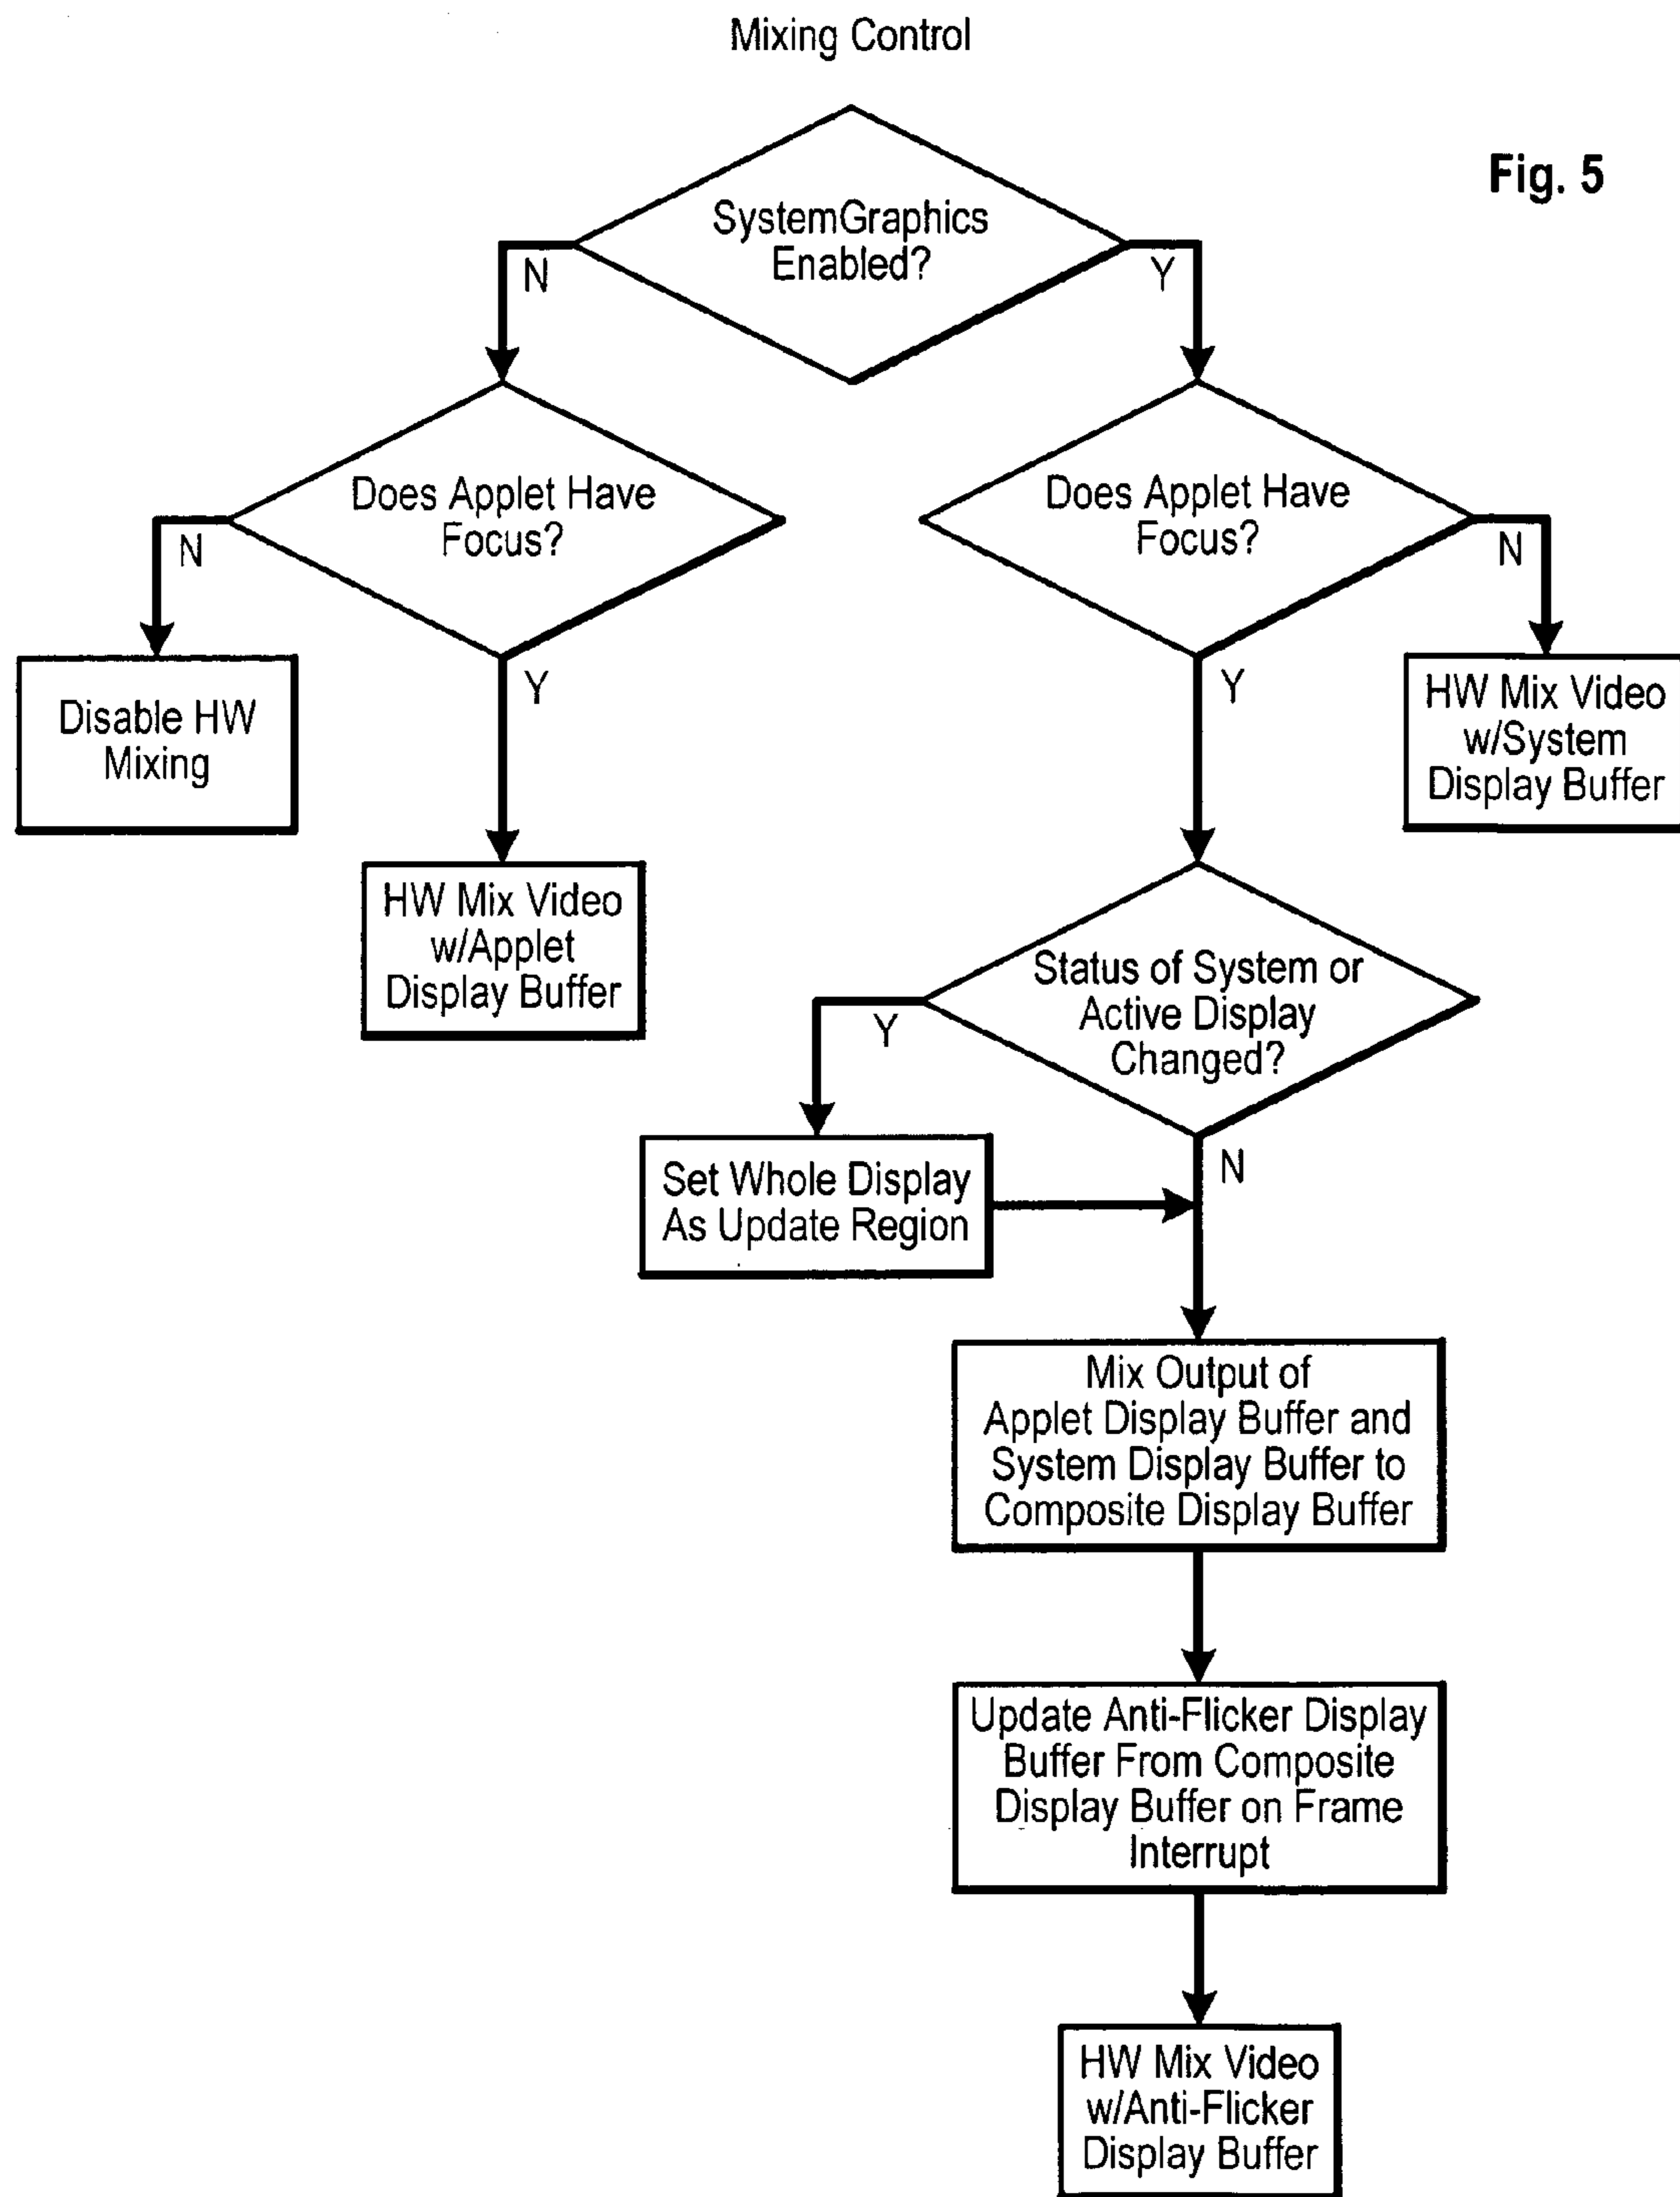 Mixing Control
Fig. 5
SystemGraphics
Enabled?
N
Y
Does Applet Have
Focus?
N
Y
Does Applet Have
Focus?
N
Y
Disable HW
Mixing
HW Mix Video
w/System
Display Buffer
HW Mix Video
w/Applet
Display Buffer
Status of System or
Active Display
Changed?
Y
N
Set Whole Display
As Update Region
Mix Output of
Applet Display Buffer and
System Display Buffer to
Composite Display Buffer
Update Anti-Flicker Display
Buffer From Composite
Display Buffer on Frame
Interrupt
HW Mix Video
w/Anti-Flicker
Display Buffer